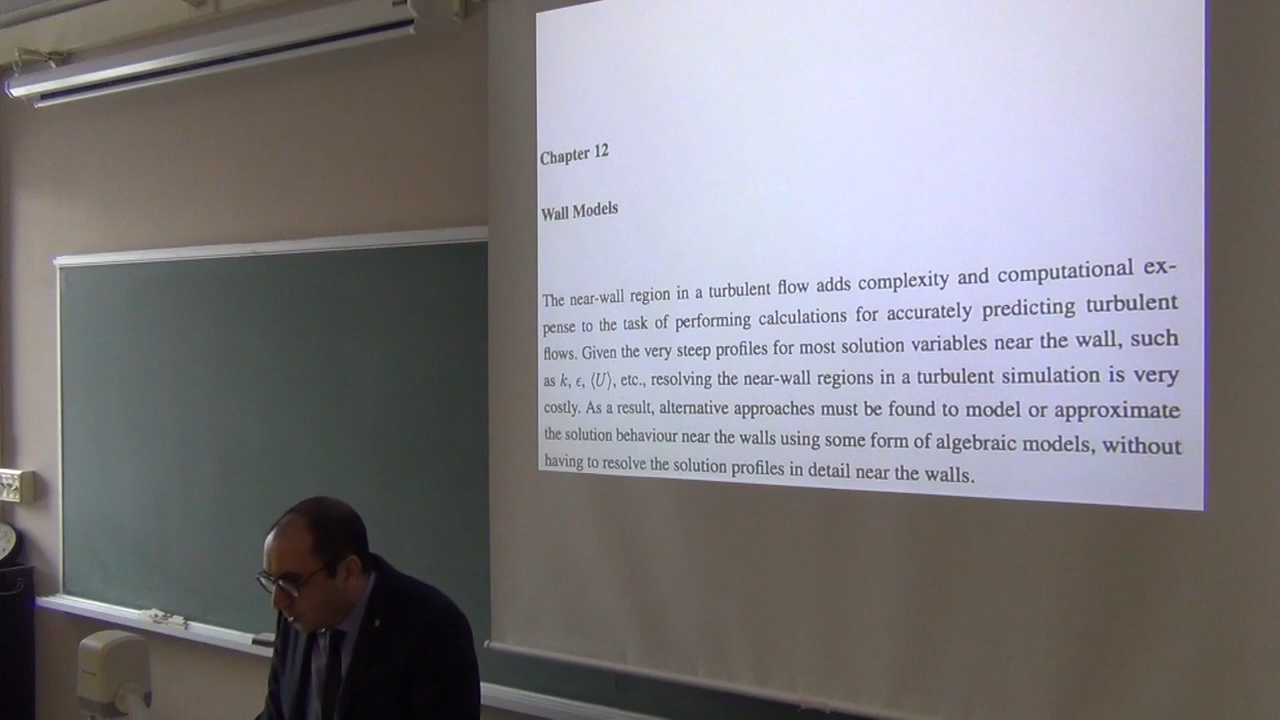 Chapter 12
Wall Models
The near-wall region in a turbulent flow adds complexity and computational ex-
pense to the task of performing calculations for accurately predicting turbulent
flows. Given the very steep profiles for most solution variables near the wall, such
as k, ϵ, ⟨U⟩, etc., resolving the near-wall regions in a turbulent simulation is very
costly. As a result, alternative approaches must be found to model or approximate
the solution behaviour near the walls using some form of algebraic models, without
having to resolve the solution profiles in detail near the walls.